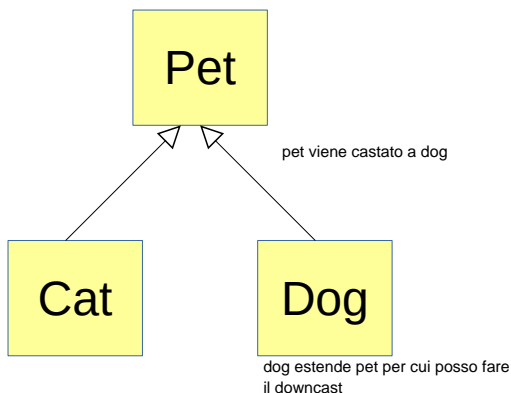 Pet
pet viene castato a dog
Cat
Dog
dog estende pet per cui posso fare
il downcast